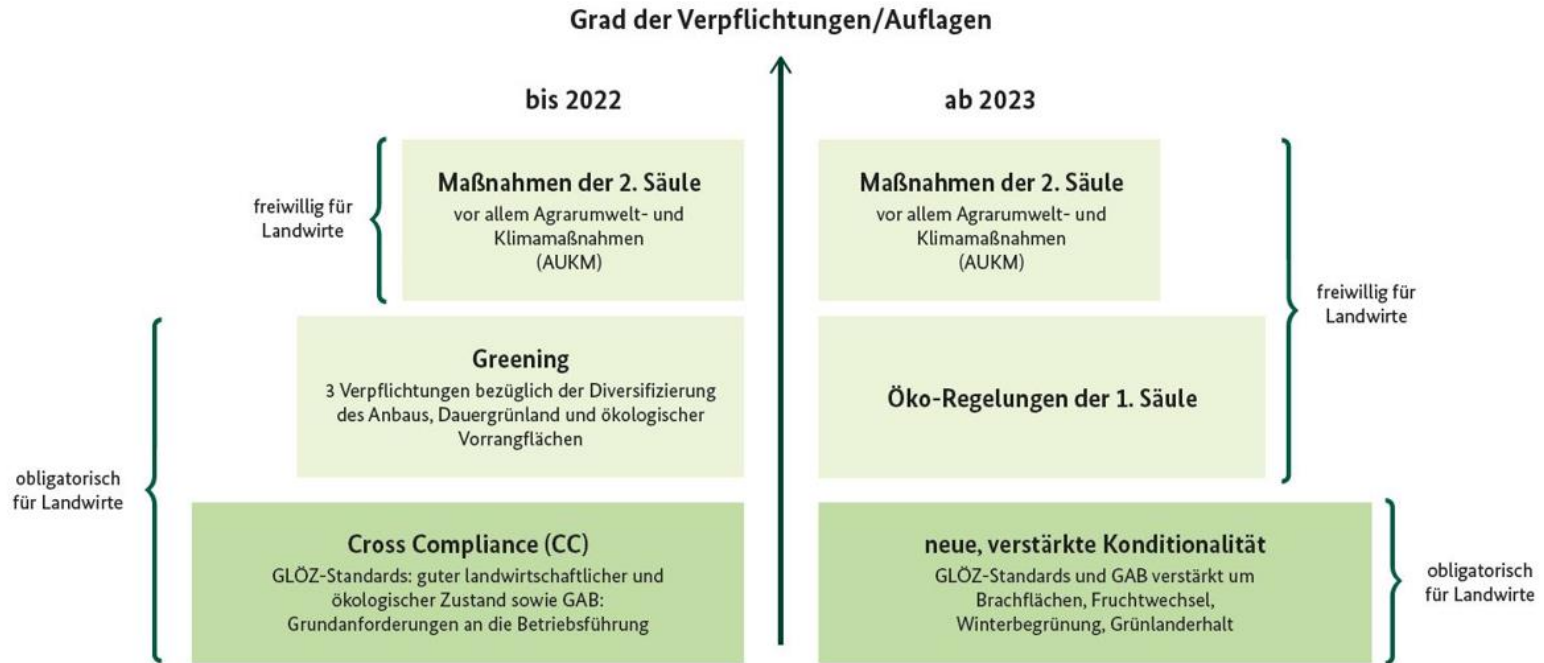 Grad der Verpflichtungen/Auflagen
bis 2022
ab 2023
freiwillig für
Landwirte
Maßnahmen der 2. Säule
vor allem Agrarumwelt- und
Klimamaßnahmen
(AUKM)
Maßnahmen der 2. Säule
vor allem Agrarumwelt- und
Klimamaßnahmen
(AUKM)
freiwillig für
Landwirte
Greening
3 Verpflichtungen bezüglich der Diversifizierung
des Anbaus, Dauergrünland und ökologischer
Vorrangflächen
Öko-Regelungen der 1. Säule
obligatorisch
für Landwirte
Cross Compliance (CC)
GLÖZ-Standards: guter landwirtschaftlicher und
ökologischer Zustand sowie GAB:
Grundanforderungen an die Betriebsführung
neue, verstärkte Konditionalität
GLÖZ-Standards und GAB verstärkt um
Brachflächen, Fruchtwechsel,
Winterbegrünung, Grünlanderhalt
obligatorisch
für Landwirte